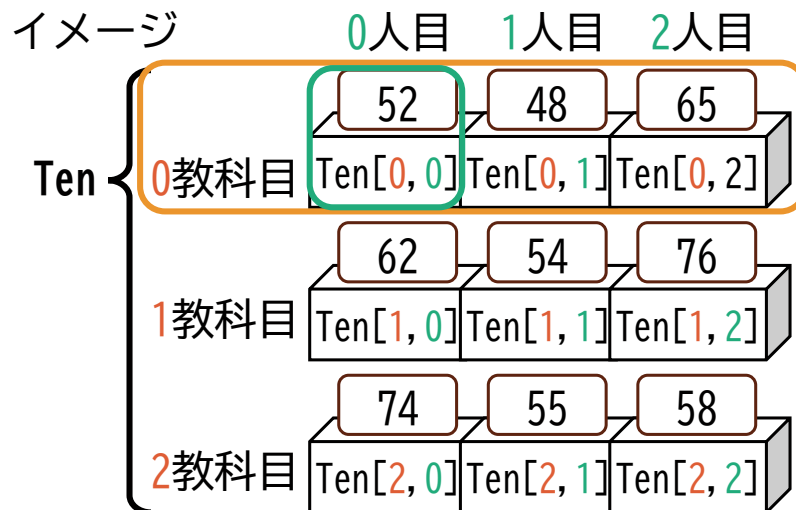 イメージ 0人目 1人目 2人目
52 48 65
Ten 0教科目 Ten[0,0] Ten[0,1] Ten[0,2]
62 54 76
1教科目 Ten[1,0] Ten[1,1] Ten[1,2]
74 55 58
2教科目 Ten[2,0] Ten[2,1] Ten[2,2]